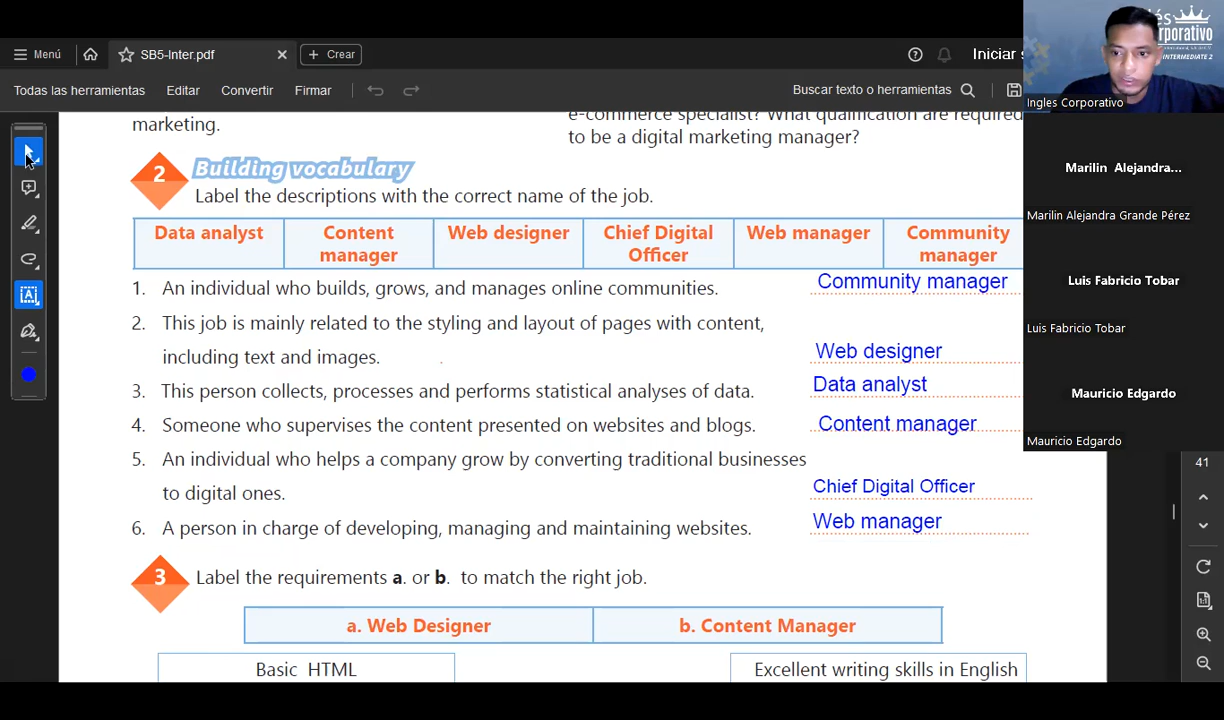 Menú
SB5-Inter.pdf
Crear
Iniciar s
Todas las herramientas
Editar
Convertir
Firmar
Buscar texto o herramientas
és
rporativo
INTERMEDIATE 2
Ingles Corporativo
marketing.
e-commerce specialist? What qualification are required
to be a digital marketing manager?
2
Building vocabulary
Label the descriptions with the correct name of the job.
Data analyst
Content
manager
Web designer
Chief Digital
Officer
Web manager
Community
manager
1. An individual who builds, grows, and manages online communities.
Community manager
2. This job is mainly related to the styling and layout of pages with content,
including text and images.
Web designer
3. This person collects, processes and performs statistical analyses of data.
Data analyst
4. Someone who supervises the content presented on websites and blogs.
Content manager
5. An individual who helps a company grow by converting traditional businesses
to digital ones.
Chief Digital Officer
6. A person in charge of developing, managing and maintaining websites.
Web manager
3
Label the requirements a. or b. to match the right job.
a. Web Designer
b. Content Manager
Basic HTML
Excellent writing skills in English
Marilin Alejandra...
Marilin Alejandra Grande Pérez
Luis Fabricio Tobar
Luis Fabricio Tobar
Mauricio Edgardo
Mauricio Edgardo
41